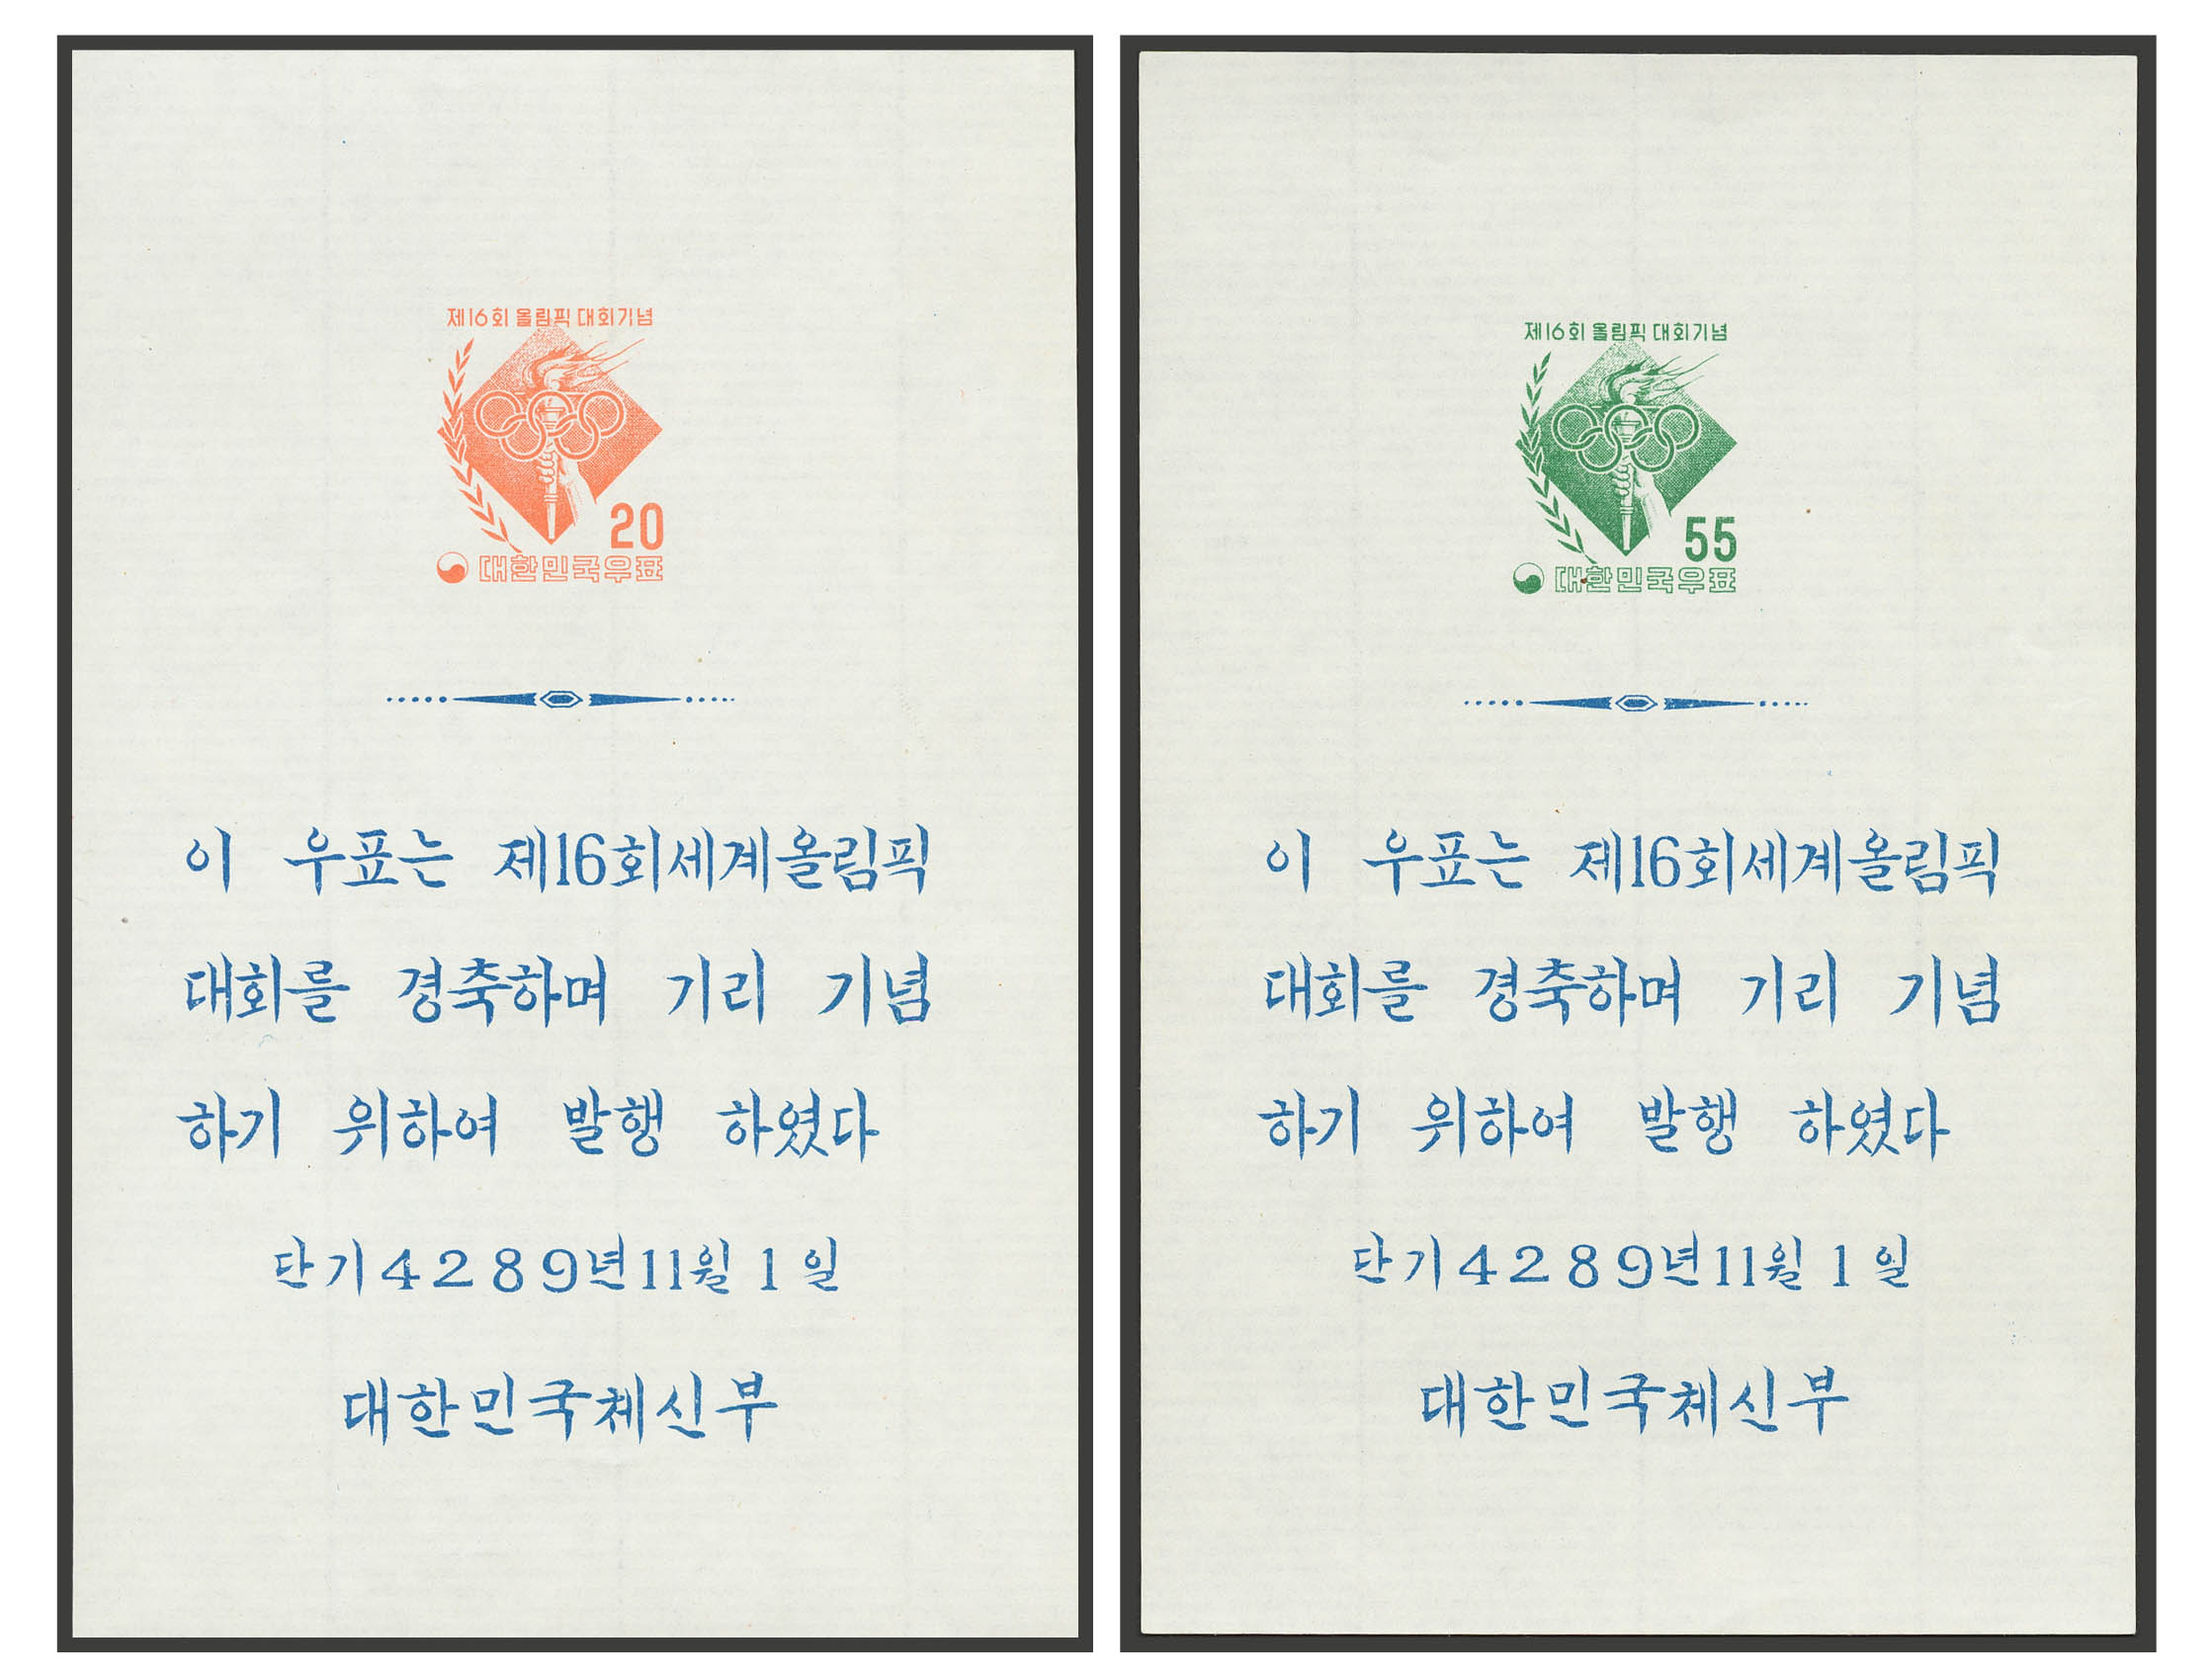 제16회 올림픽 대회기념
20
대한민국우표
이 우표는 제16회세계올림픽
대회를 경축하며 기리 기념
하기 위하여 발행 하였다
단기4289년11월1일
대한민국체신부
제16회 올림픽 대회기념
55
대한민국우표
이 우표는 제16회세계올림픽
대회를 경축하며 기리 기념
하기 위하여 발행 하였다
단기4289년11월1일
대한민국체신부